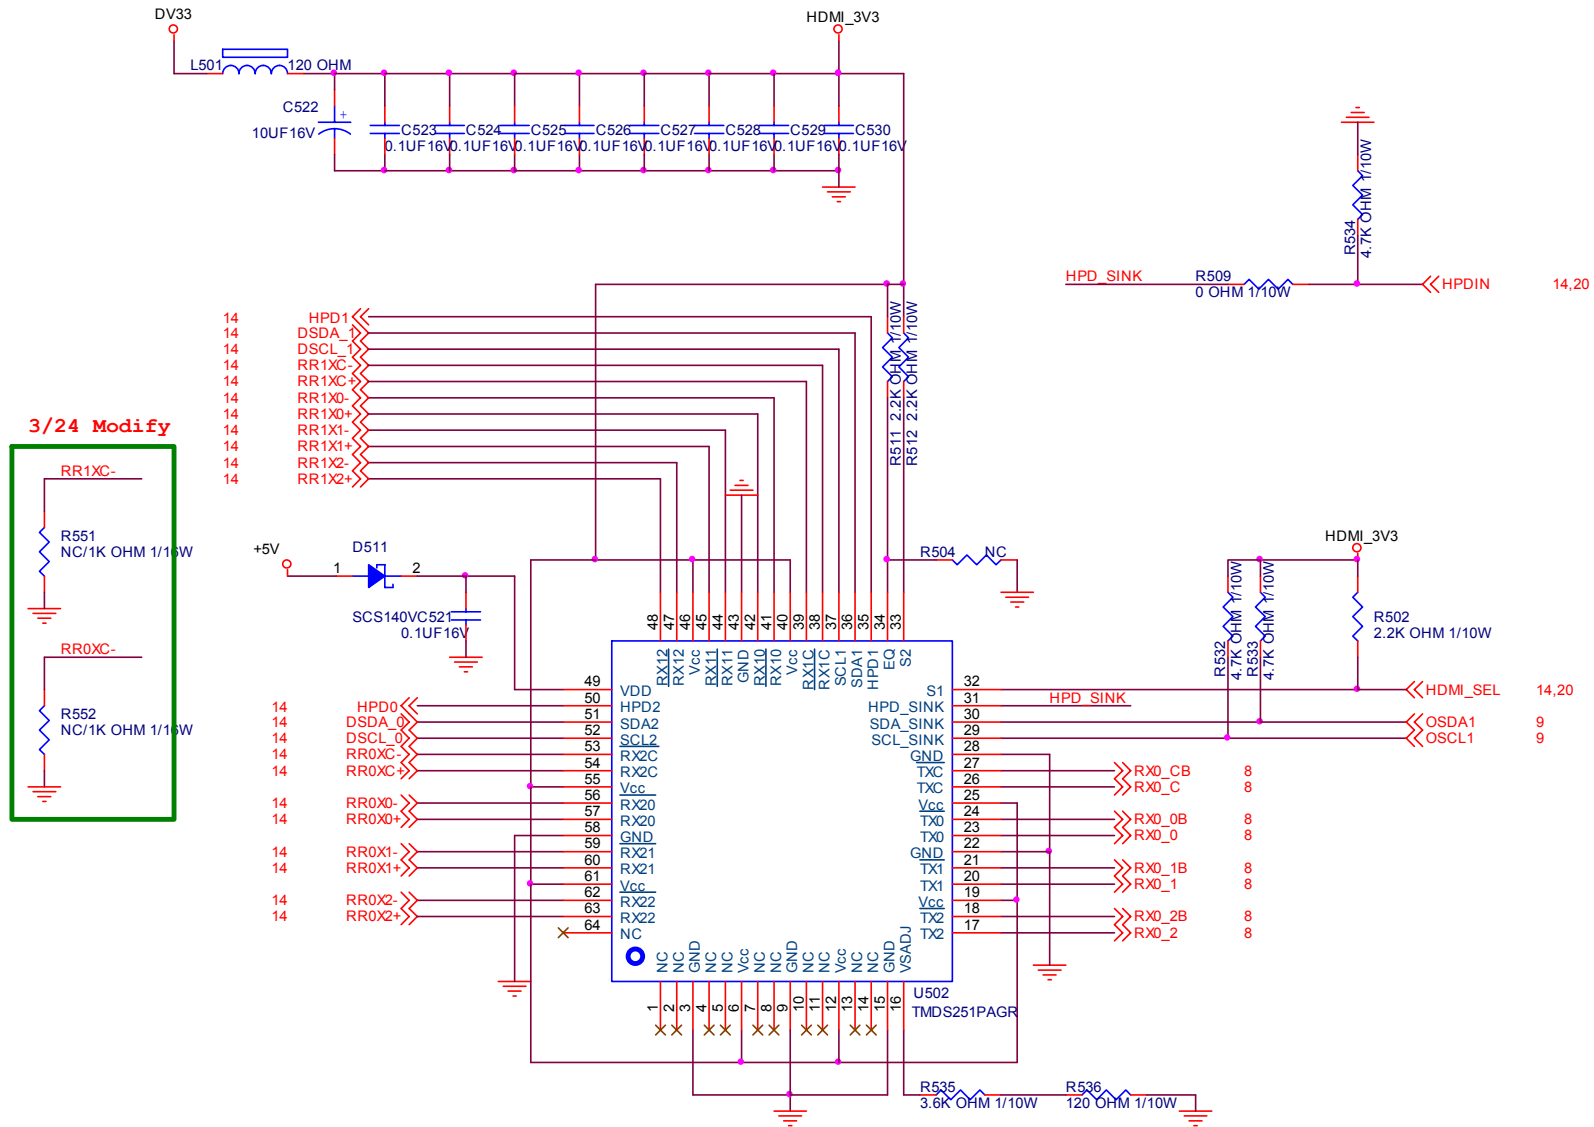 DV33
HDMI_3V3
L501
120 OHM
C522
10UF16V
+
C523
0.1UF16V
C524
0.1UF16V
C525
0.1UF16V
C526
0.1UF16V
C527
0.1UF16V
C528
0.1UF16V
C529
0.1UF16V
C530
0.1UF16V
R534
4.7K OHM 1/10W
HPD_SINK
R509
0 OHM 1/10W
HPDIN
14,20
14 HPD1
14 DSDA_1
14 DSCL_1
14 RR1XC-
14 RR1XC+
14 RR1X0-
14 RR1X0+
14 RR1X1-
14 RR1X1+
14 RR1X2-
14 RR1X2+
R511 2.2K OHM 1/10W
R512 2.2K OHM 1/10W
3/24 Modify
RR1XC-
R551
NC/1K OHM 1/16W
RR0XC-
R552
NC/1K OHM 1/16W
+5V
D511
1
2
SCS140V
C521
0.1UF16V
R504
NC
HDMI_3V3
R532
4.7K OHM 1/10W
R533
4.7K OHM 1/10W
R502
2.2K OHM 1/10W
48 RX12
47 RX12
46 Vcc
45 RX11
44 RX11
43 GND
42 RX10
41 RX10
40 Vcc
39 RX1C
38 RX1C
37 SCL1
36 SDA1
35 HPD1
34 EQ
33 S2
49 VDD
14 HPD0 50 HPD2
14 DSDA_0 51 SDA2
14 DSCL_0 52 SCL2
14 RR0XC- 53 RX2C
14 RR0XC+ 54 RX2C
55 Vcc
14 RR0X0- 56 RX20
14 RR0X0+ 57 RX20
58 GND
14 RR0X1- 59 RX21
14 RR0X1+ 60 RX21
61 Vcc
14 RR0X2- 62 RX22
14 RR0X2+ 63 RX22
64 NC
S1 32 HDMI_SEL 14,20
HPD_SINK 31 HPD_SINK
SDA_SINK 30 OSDA1 9
SCL_SINK 29 OSCL1 9
GND 28
TXC 27 RX0_CB 8
TXC 26 RX0_C 8
Vcc 25
TX0 24 RX0_0B 8
TX0 23 RX0_0 8
GND 22
TX1 21 RX0_1B 8
TX1 20 RX0_1 8
Vcc 19
TX2 18 RX0_2B 8
TX2 17 RX0_2 8
NC 1
NC 2
GND 3
NC 4
NC 5
Vcc 6
NC 7
NC 8
GND 9
NC 10
NC 11
Vcc 12
NC 13
NC 14
GND 15
VSADJ 16
U502
TMDS251PAGR
R535
3.6K OHM 1/10W
R536
120 OHM 1/10W